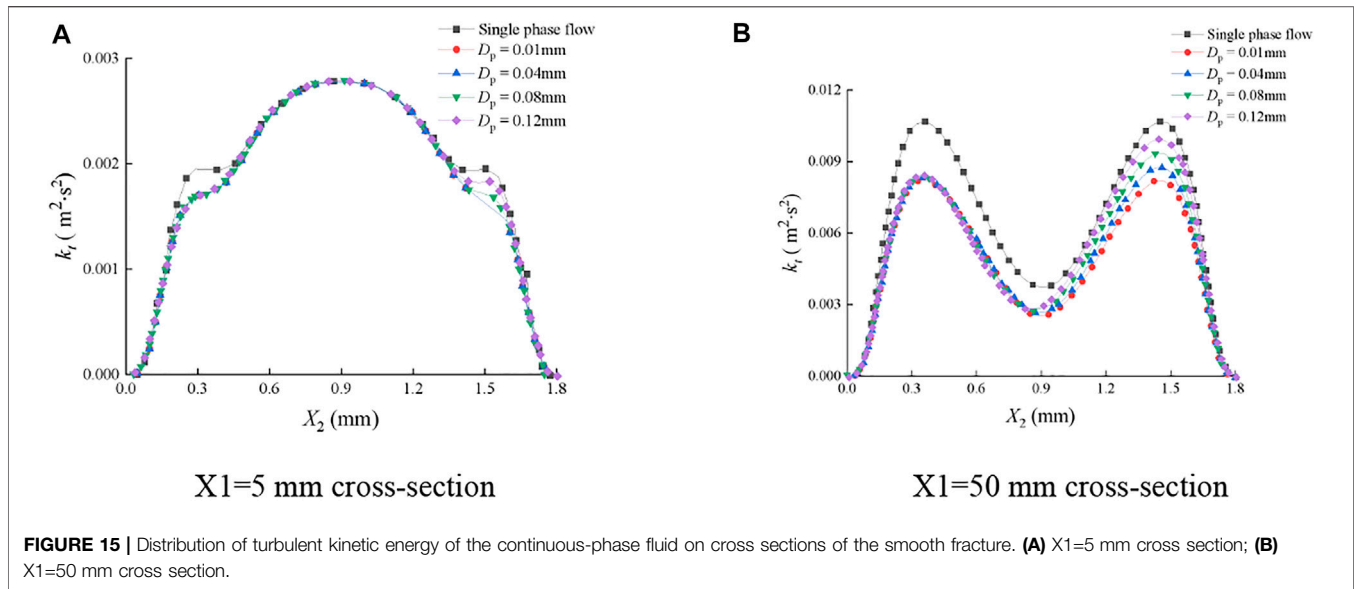 A
Single phase flow
Dp = 0.01mm
Dp = 0.04mm
Dp = 0.08mm
Dp = 0.12mm
0.003
0.002
0.001
0.000
kt ( m²·s²)
0.0 0.3 0.6 0.9 1.2 1.5 1.8
X2 (mm)
X1=5 mm cross-section
B
Single phase flow
Dp = 0.01mm
Dp = 0.04mm
Dp = 0.08mm
Dp = 0.12mm
0.012
0.009
0.006
0.003
0.000
kt ( m²·s²)
0.0 0.3 0.6 0.9 1.2 1.5 1.8
X2 (mm)
X1=50 mm cross-section
FIGURE 15 | Distribution of turbulent kinetic energy of the continuous-phase fluid on cross sections of the smooth fracture. (A) X1=5 mm cross section; (B)
X1=50 mm cross section.